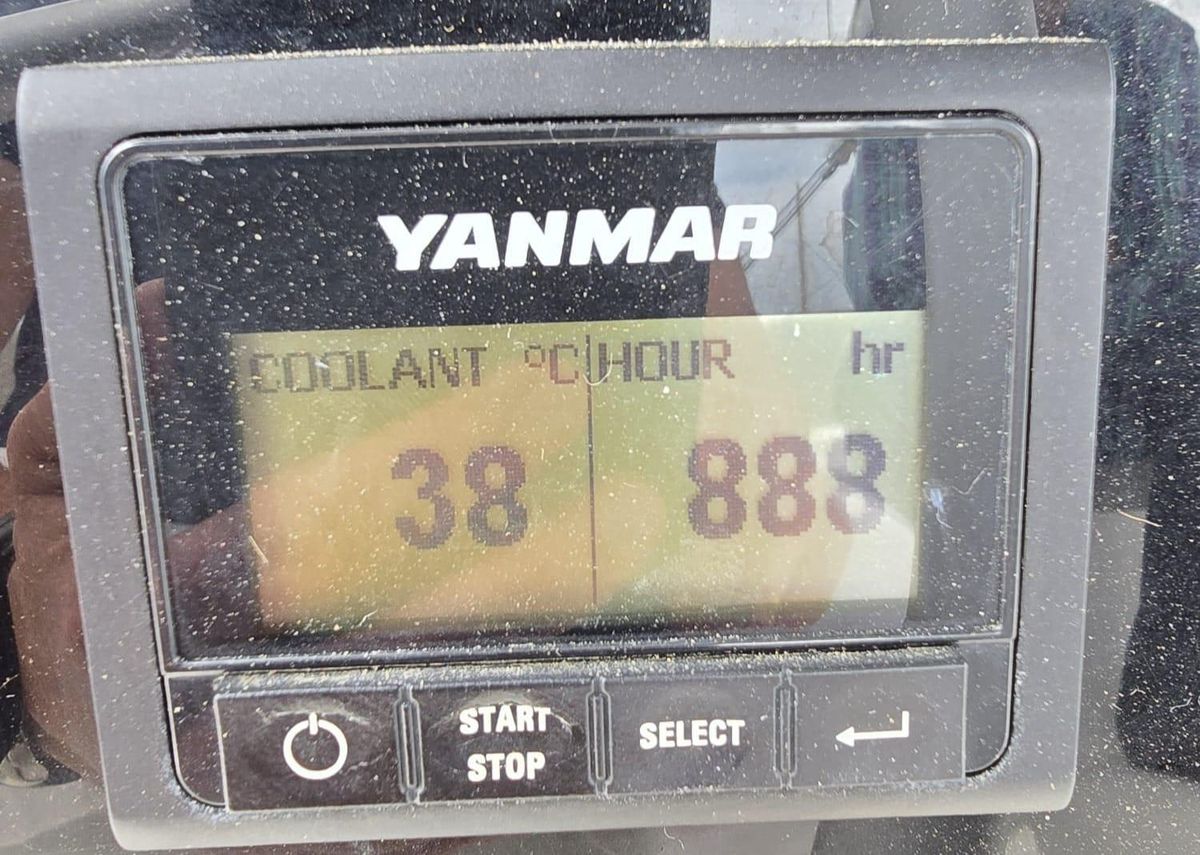 YANMAR
COOLANT °C HOUR hr
38 888
START STOP SELECT